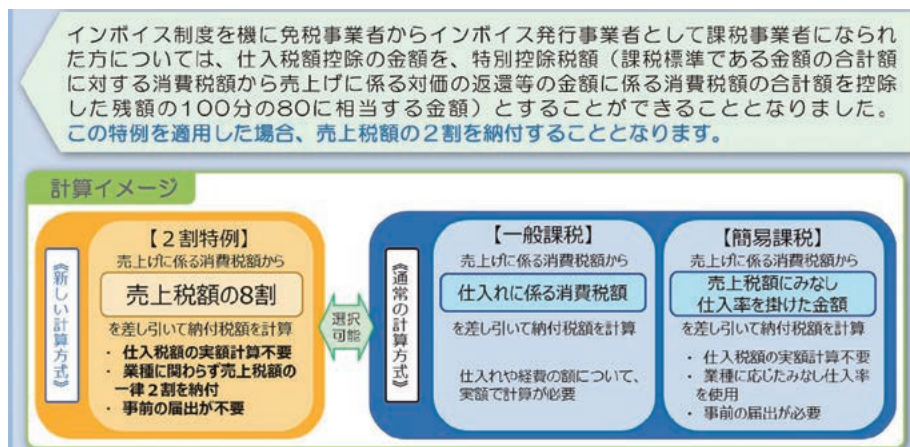 インボイス制度を機に免税事業者からインボイス発行事業者として課税事業者になられ
た方については、仕入税額控除の金額を、特別控除税額（課税標準である金額の合計額
に対する消費税額から売上げに係る対価の返還等の金額に係る消費税額の合計額を控除
した残額の100分の80に相当する金額）とすることができることとなりました。
この特例を適用した場合、売上税額の２割を納付することとなります。
計算イメージ
《新しい計算方式》
【２割特例】
売上げに係る消費税額から
売上税額の8割
を差し引いて納付税額を計算
・ 仕入税額の実額計算不要
・ 業種に関わらず売上税額の
一律２割を納付
・ 事前の届出が不要
選択
可能
《通常の計算方式》
【一般課税】
売上げに係る消費税額から
仕入れに係る消費税額
を差し引いて納付税額を計算
仕入れや経費の額について、
実額で計算が必要
【簡易課税】
売上げに係る消費税額から
売上税額にみなし
仕入率を掛けた金額
を差し引いて納付税額を計算
・ 仕入税額の実額計算不要
・ 業種に応じたみなし仕入率
を使用
・ 事前の届出が必要